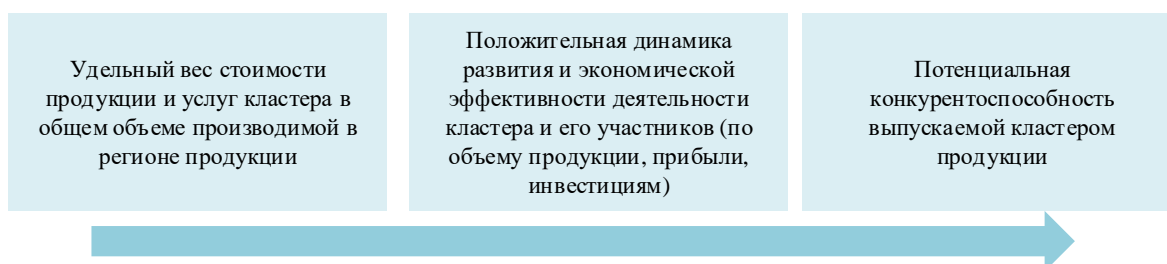 Удельный вес стоимости
продукции и услуг кластера в
общем объеме производимой в
регионе продукции
Положительная динамика
развития и экономической
эффективности деятельности
кластера и его участников (по
объему продукции, прибыли,
инвестициям)
Потенциальная
конкурентоспособность
выпускаемой кластером
продукции